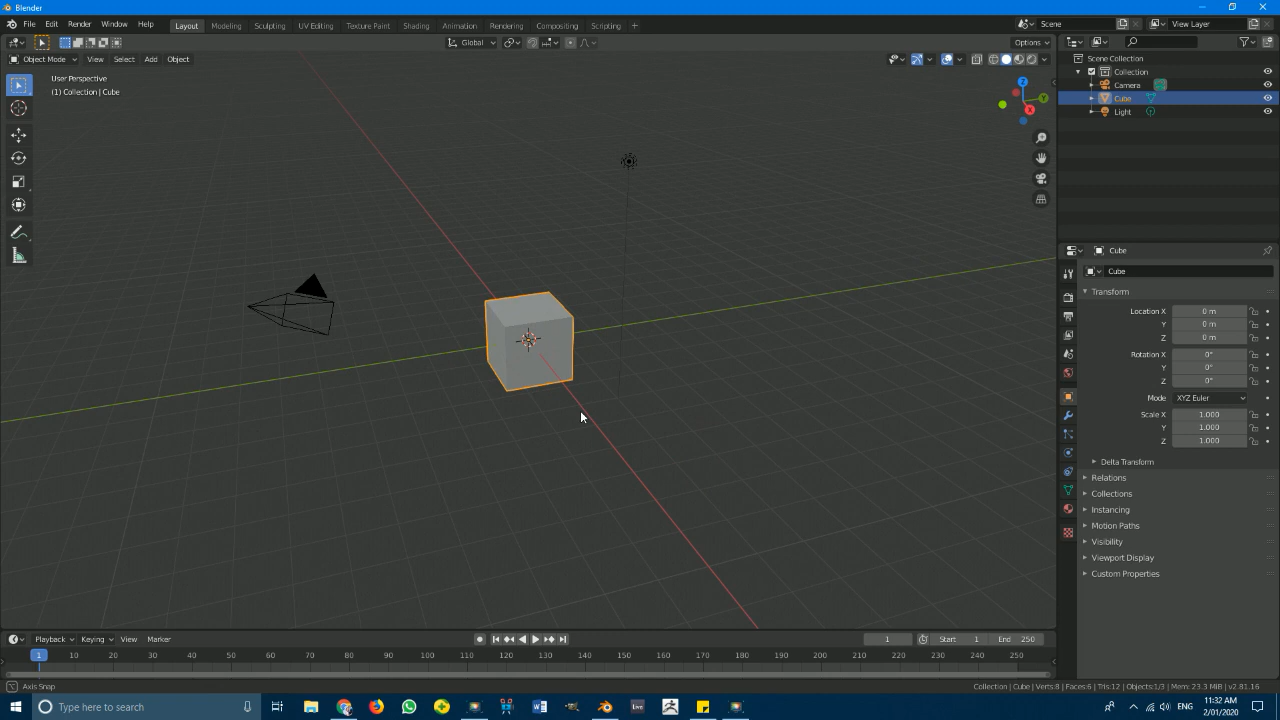 Blender
File Edit Render Window Help Layout Modeling Sculpting UV Editing Texture Paint Shading Animation Rendering Compositing Scripting + Scene View Layer
Global Options
Object Mode View Select Add Object
User Perspective
(1) Collection | Cube
Z
Y
X
Scene Collection
Collection
Camera
Cube
Light
Cube
Cube
Transform
Location X 0 m
Y 0 m
Z 0 m
Rotation X 0°
Y 0°
Z 0°
Mode XYZ Euler
Scale X 1.000
Y 1.000
Z 1.000
Delta Transform
Relations
Collections
Instancing
Motion Paths
Visibility
Viewport Display
Custom Properties
Playback Keying View Marker 1 Start 1 End 250
1 10 20 30 40 50 60 70 80 90 100 110 120 130 140 150 160 170 180 190 200 210 220 230 240 250
Axis Snap
Collection | Cube | Verts:8 | Faces:6 | Tris:12 | Objects:1/3 | Mem: 23.3 MiB | v2.81.16
Type here to search
Live
ENG
11:32 AM
2/01/2020